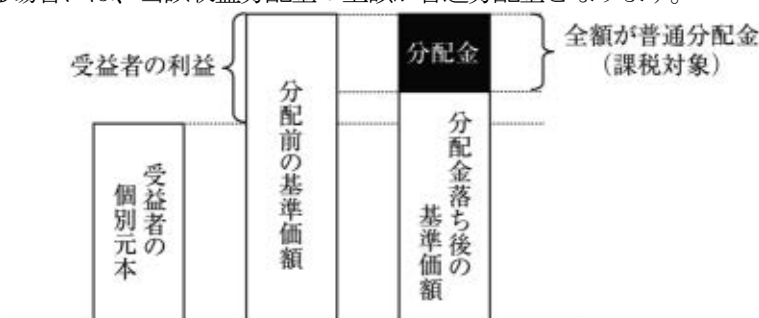 受益者の利益
分配金
全額が普通分配金
（課税対象）
受益者の
個別元本
分配前の基準価額
分配金落ち後の
基準価額